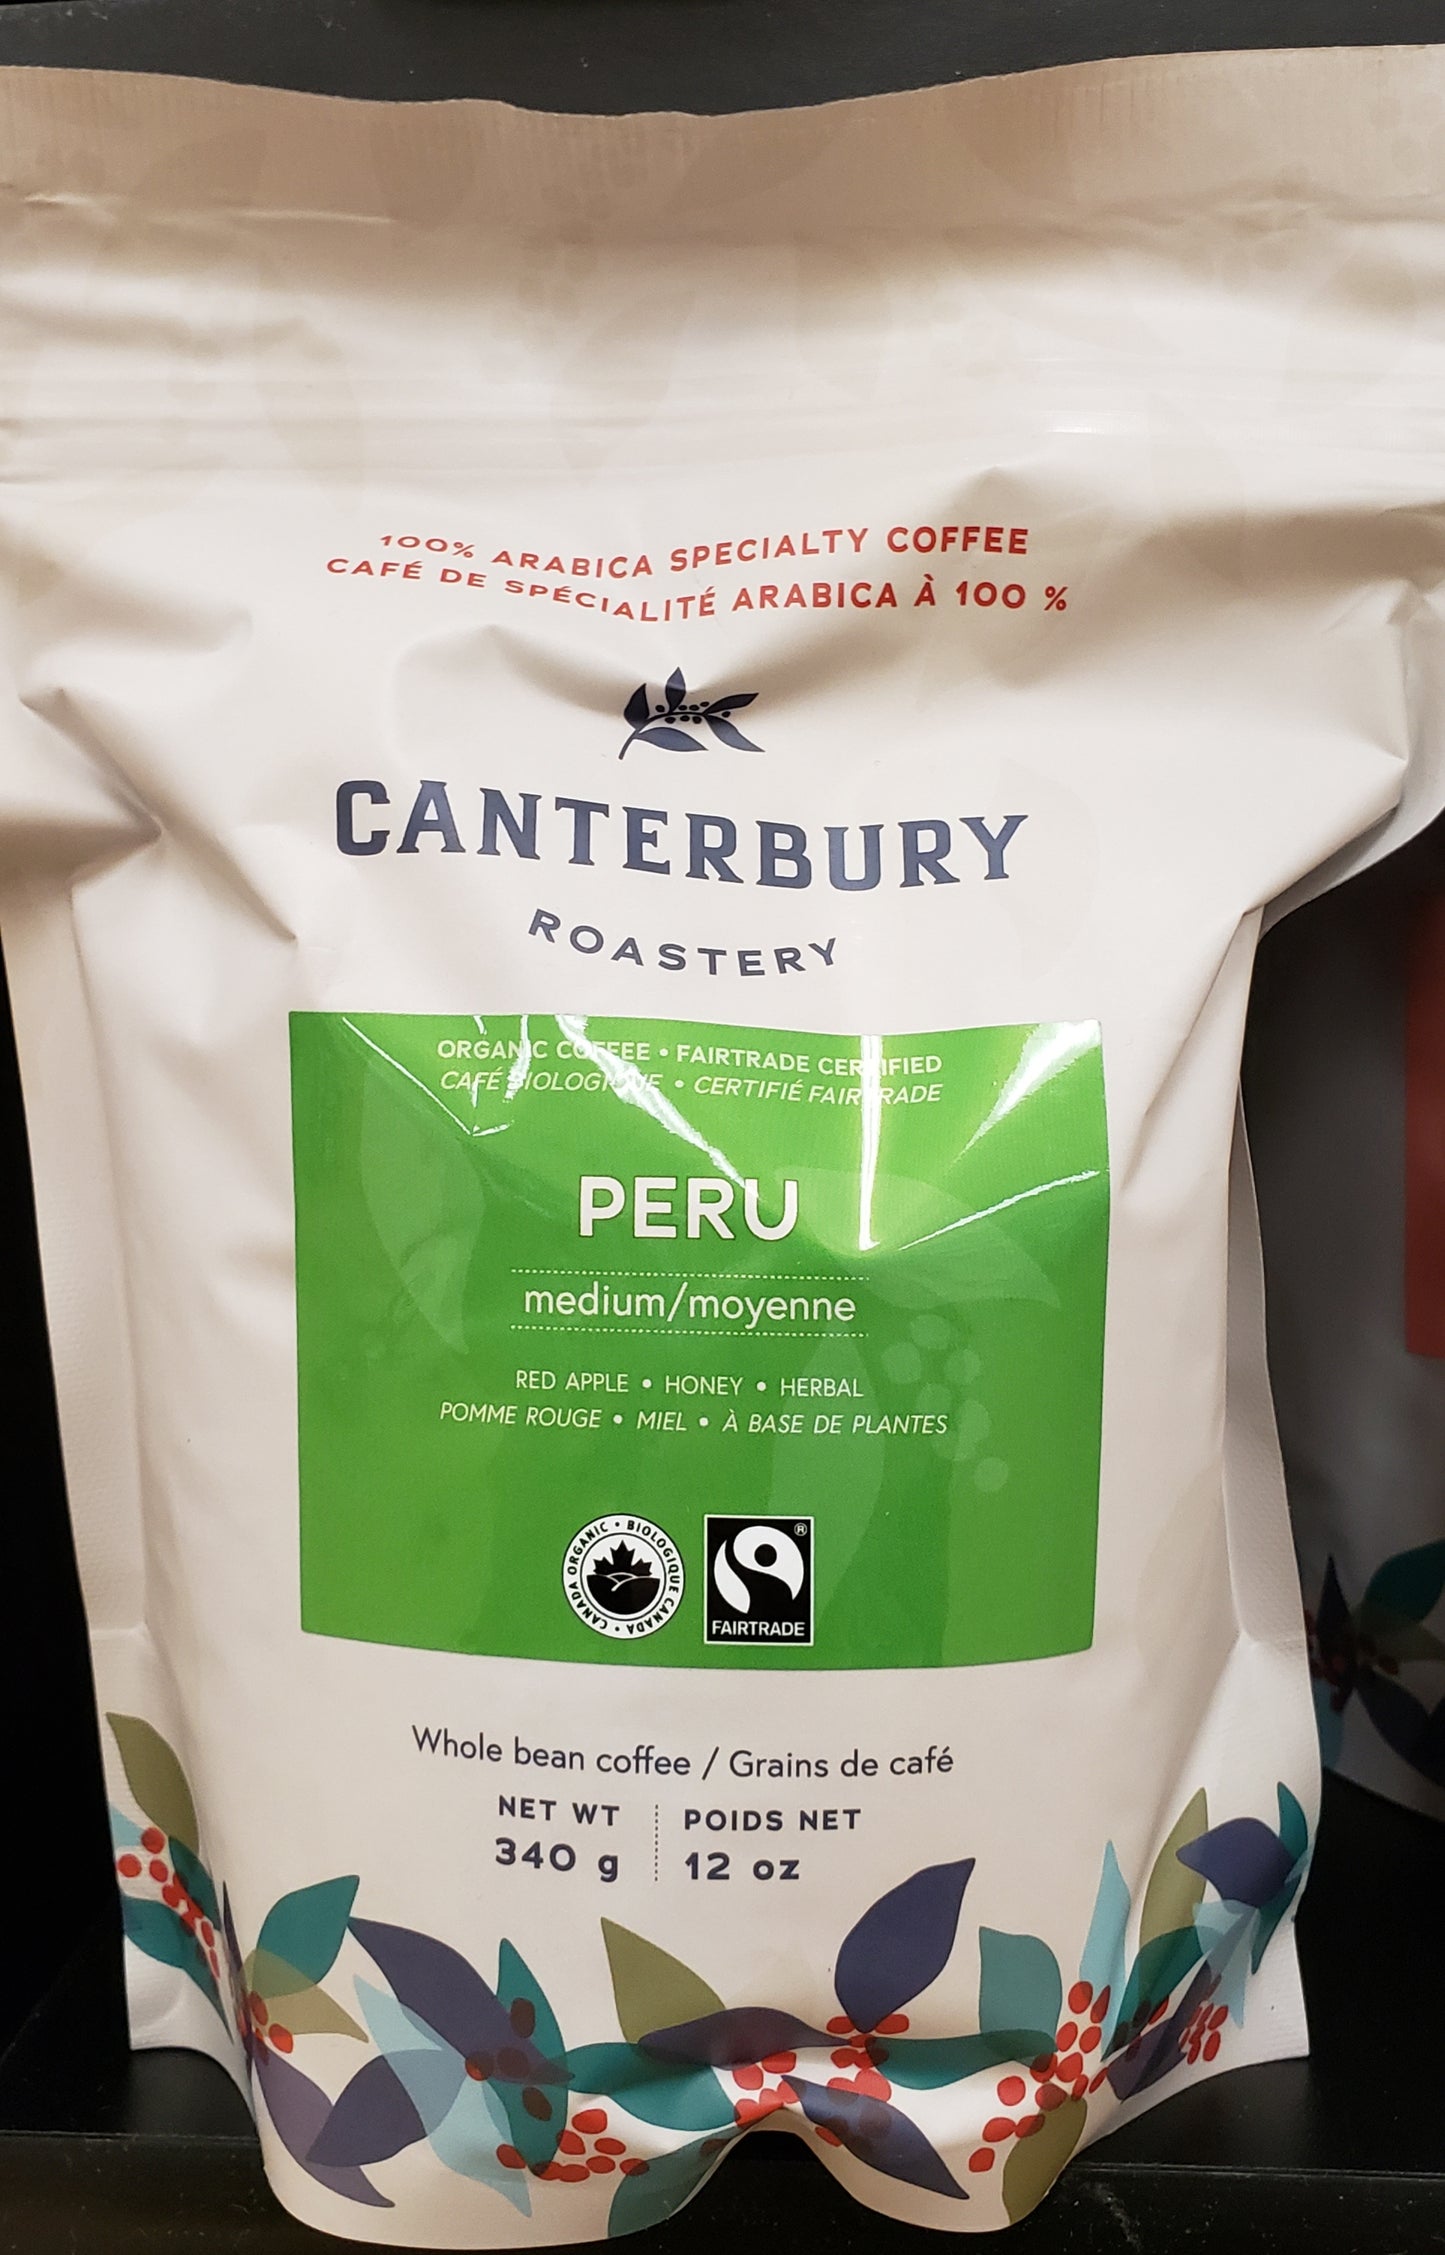 100% ARABICA SPECIALTY COFFEE
CAFÉ DE SPÉCIALITÉ ARABICA À 100 %
CANTERBURY
ROASTERY
ORGANIC COFFEE • FAIRTRADE CERTIFIED
CAFÉ BIOLOGIQUE • CERTIFIÉ FAIRTRADE
PERU
medium/moyenne
RED APPLE • HONEY • HERBAL
POMME ROUGE • MIEL • À BASE DE PLANTES
CANADA ORGANIC • BIOLOGIQUE CANADA •
®
FAIRTRADE
Whole bean coffee / Grains de café
NET WT
340 g
POIDS NET
12 oz